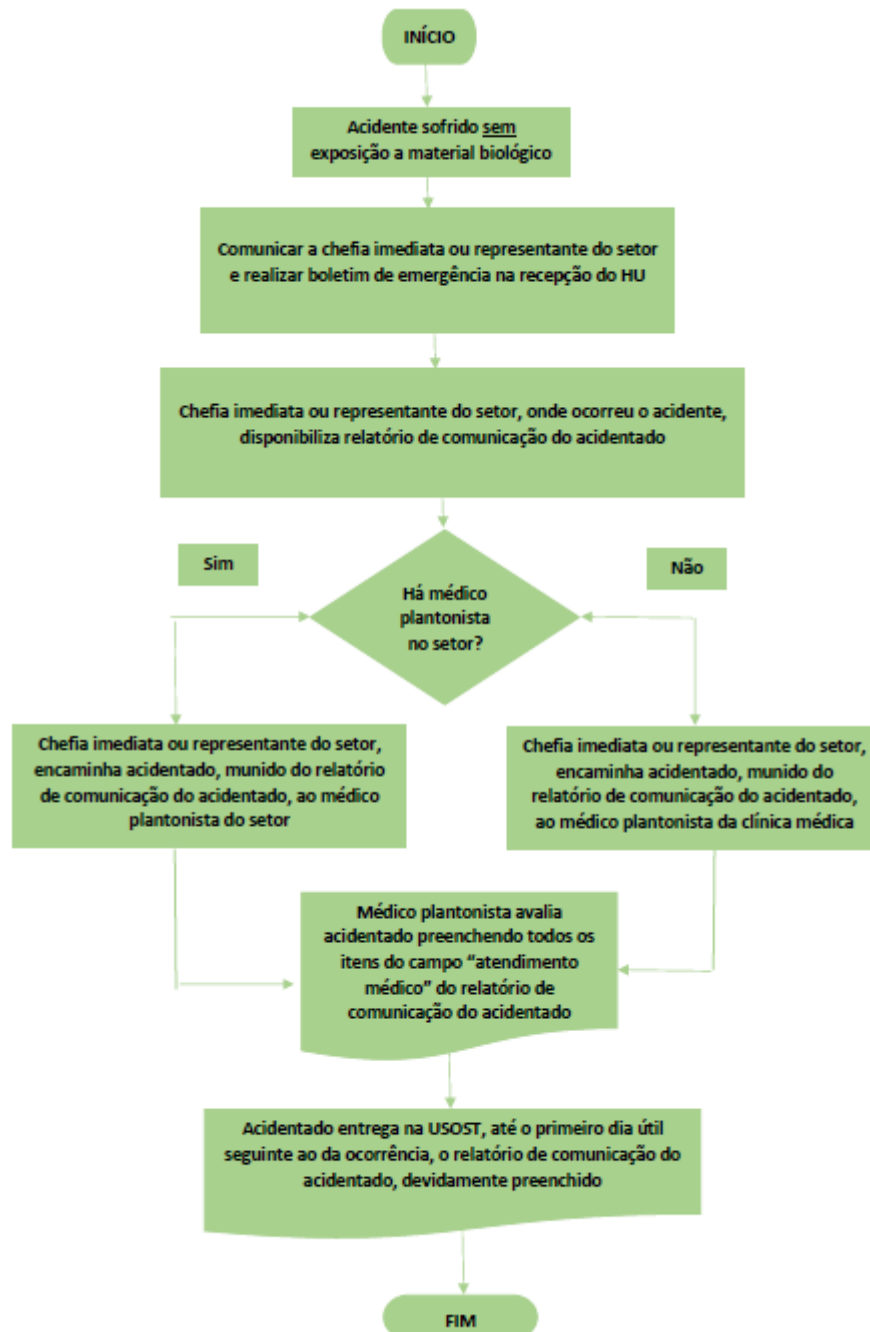 INÍCIO
Acidente sofrido sem
exposição a material biológico
Comunicar a chefia imediata ou representante do setor
e realizar boletim de emergência na recepção do HU
Chefia imediata ou representante do setor, onde ocorreu o acidente,
disponibiliza relatório de comunicação do acidentado
Sim
Não
Há médico
plantonista
no setor?
Chefia imediata ou representante do setor,
encaminha acidentado, munido do relatório
de comunicação do acidentado, ao médico
plantonista do setor
Chefia imediata ou representante do setor,
encaminha acidentado, munido do
relatório de comunicação do acidentado,
ao médico plantonista da clínica médica
Médico plantonista avalia
acidentado preenchendo todos os
itens do campo “atendimento
médico” do relatório de
comunicação do acidentado
Acidentado entrega na USOST, até o primeiro dia útil
seguinte ao da ocorrência, o relatório de comunicação do
acidentado, devidamente preenchido
FIM